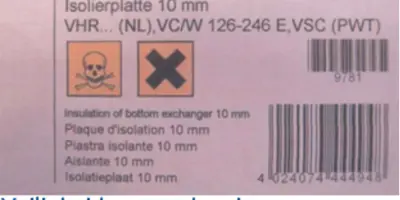 Isolierplatte 10 mm
VHR... (NL),VC/W 126-246 E,VSC (PWT)
9/81
Insulation of bottom exchanger 10 mm
Plaque d'isolation 10 mm
Piastra isolante 10 mm
Aislante 10 mm
Isolatieplaat 10 mm
4 024074 444948